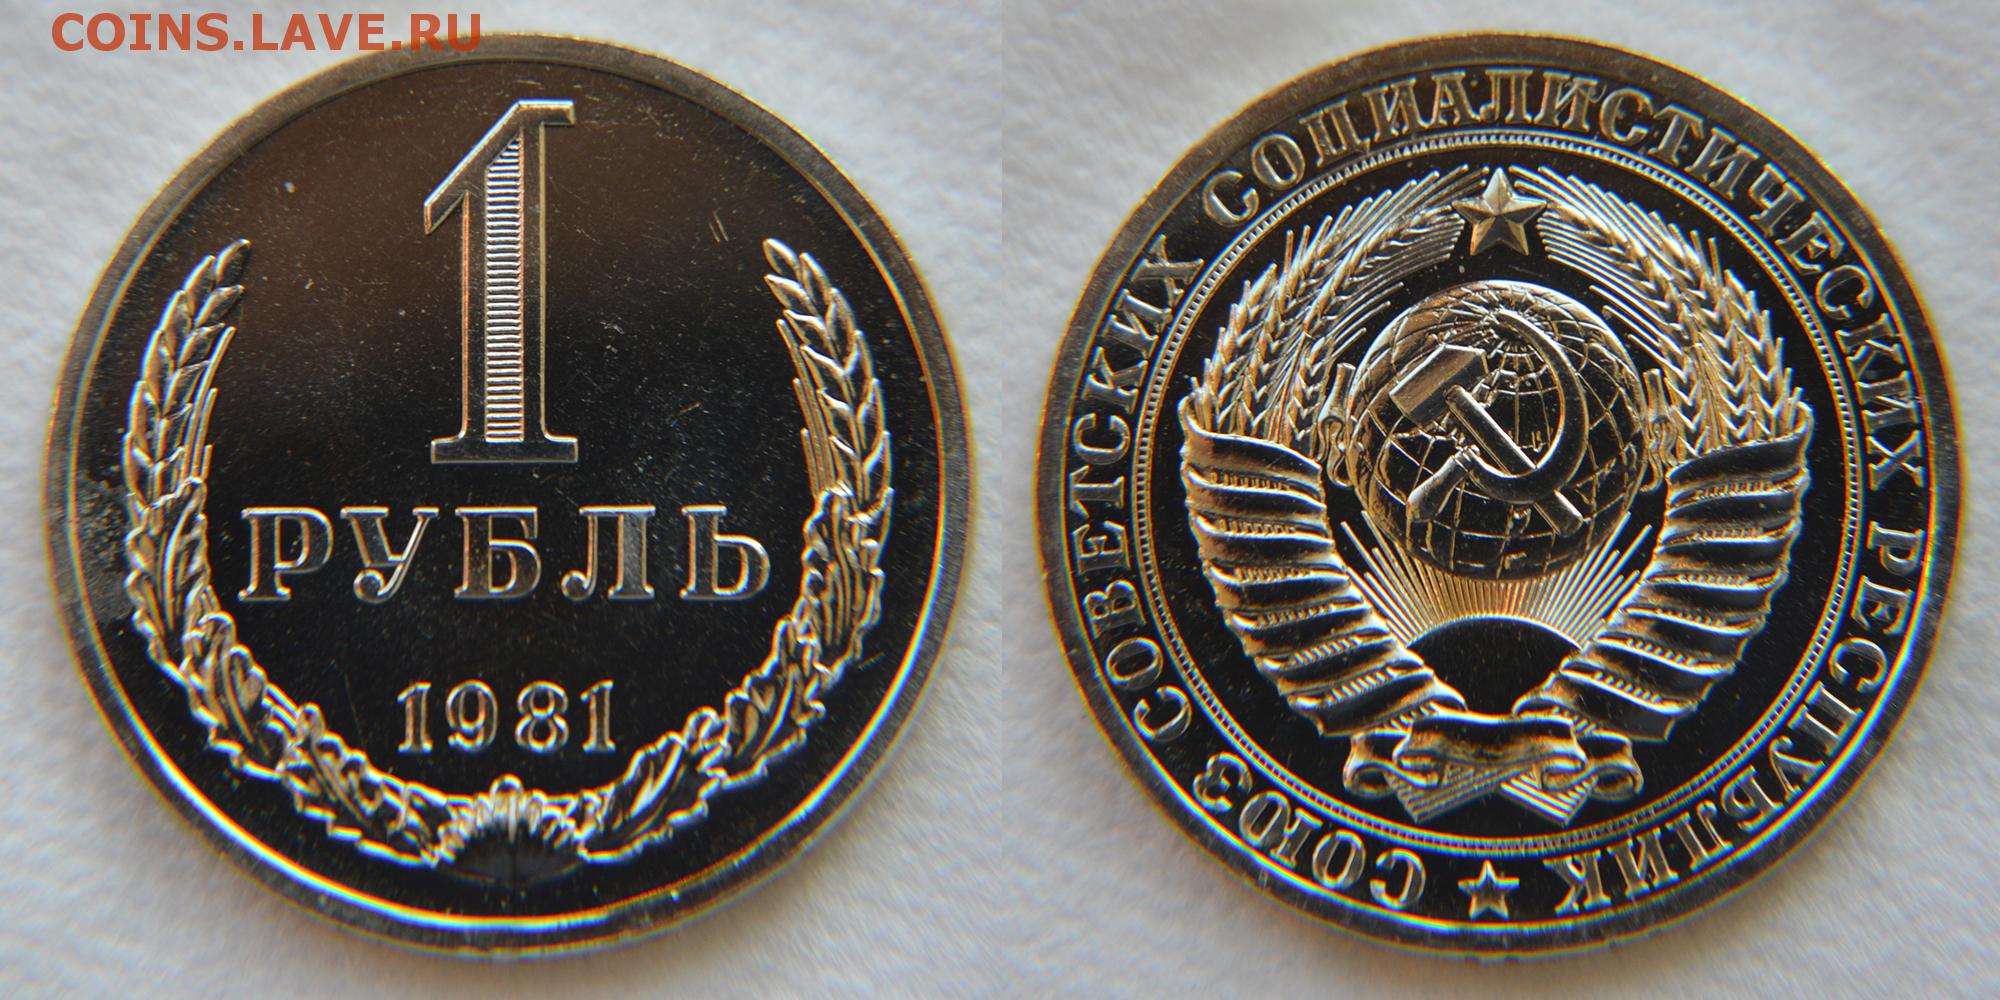 COINS.LAVE.RU
1
РУБЛЬ
1981
СОЮЗ СОВЕТСКИХ СОЦИАЛИСТИЧЕСКИХ РЕСПУБЛИК